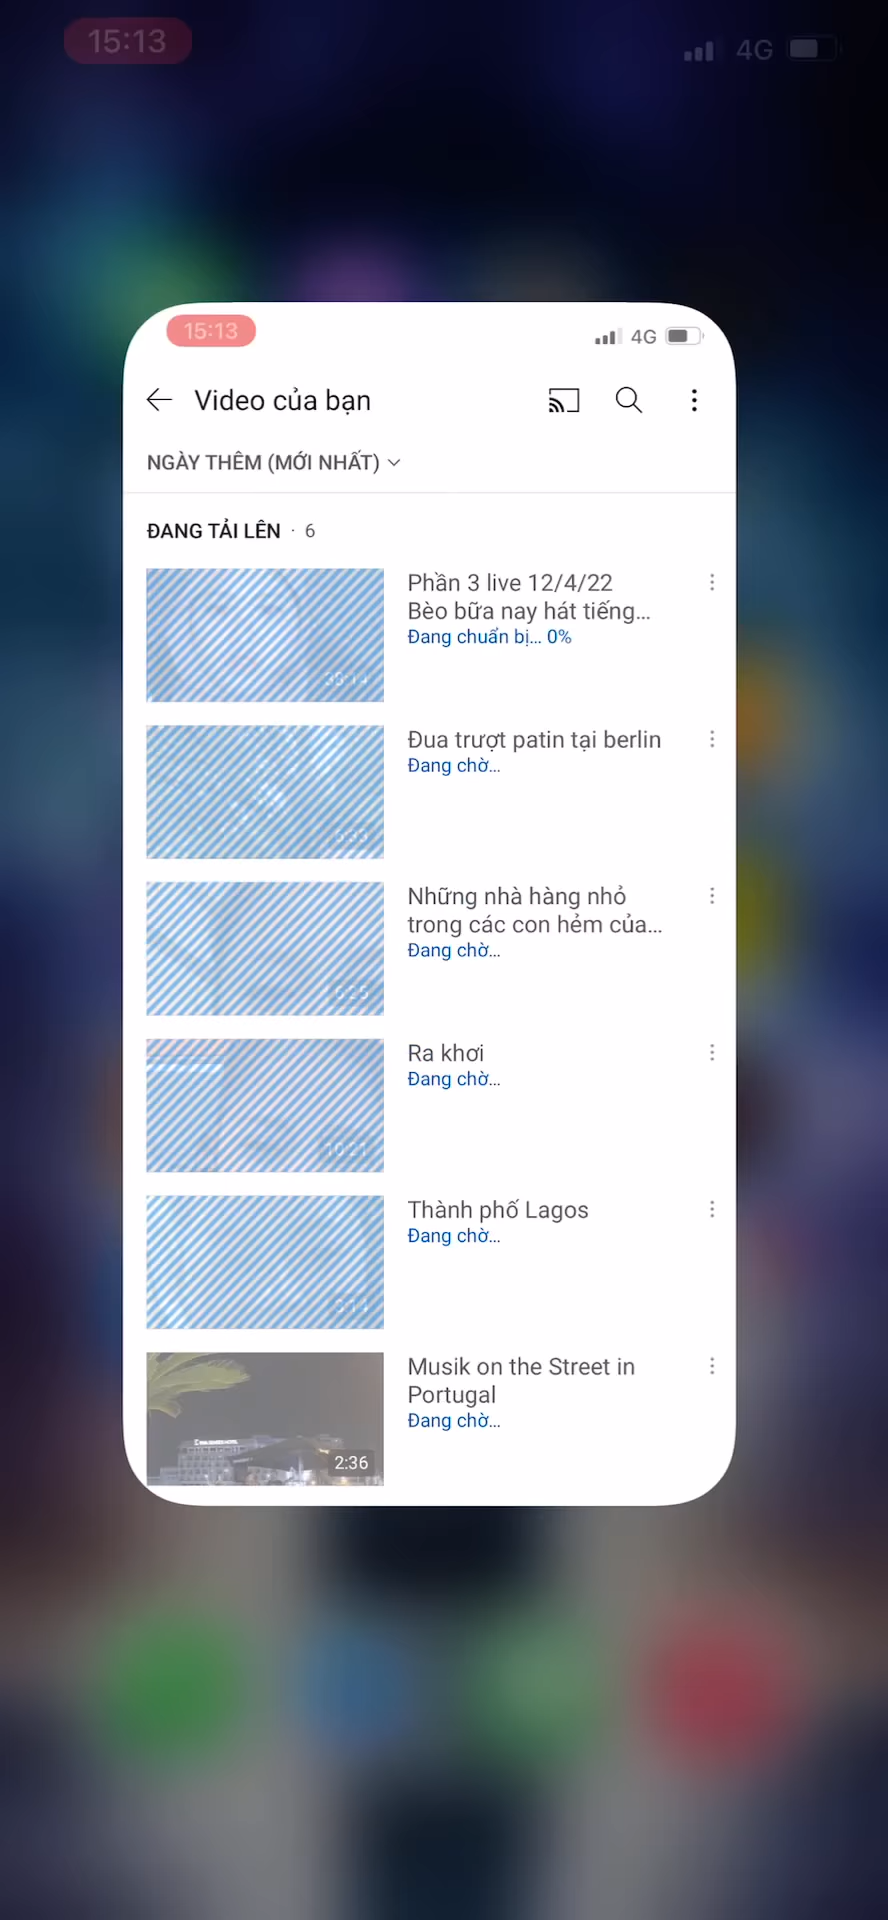 15:13
4G
15:13
4G
Video của bạn
NGÀY THÊM (MỚI NHẤT)
ĐANG TẢI LÊN · 6
Phần 3 live 12/4/22
Bèo bữa nay hát tiếng...
Đang chuẩn bị... 0%
Đua trượt patin tại berlin
Đang chờ...
Những nhà hàng nhỏ
trong các con hẻm của...
Đang chờ...
Ra khơi
Đang chờ...
10:21
Thành phố Lagos
Đang chờ...
Musik on the Street in
Portugal
Đang chờ...
2:36